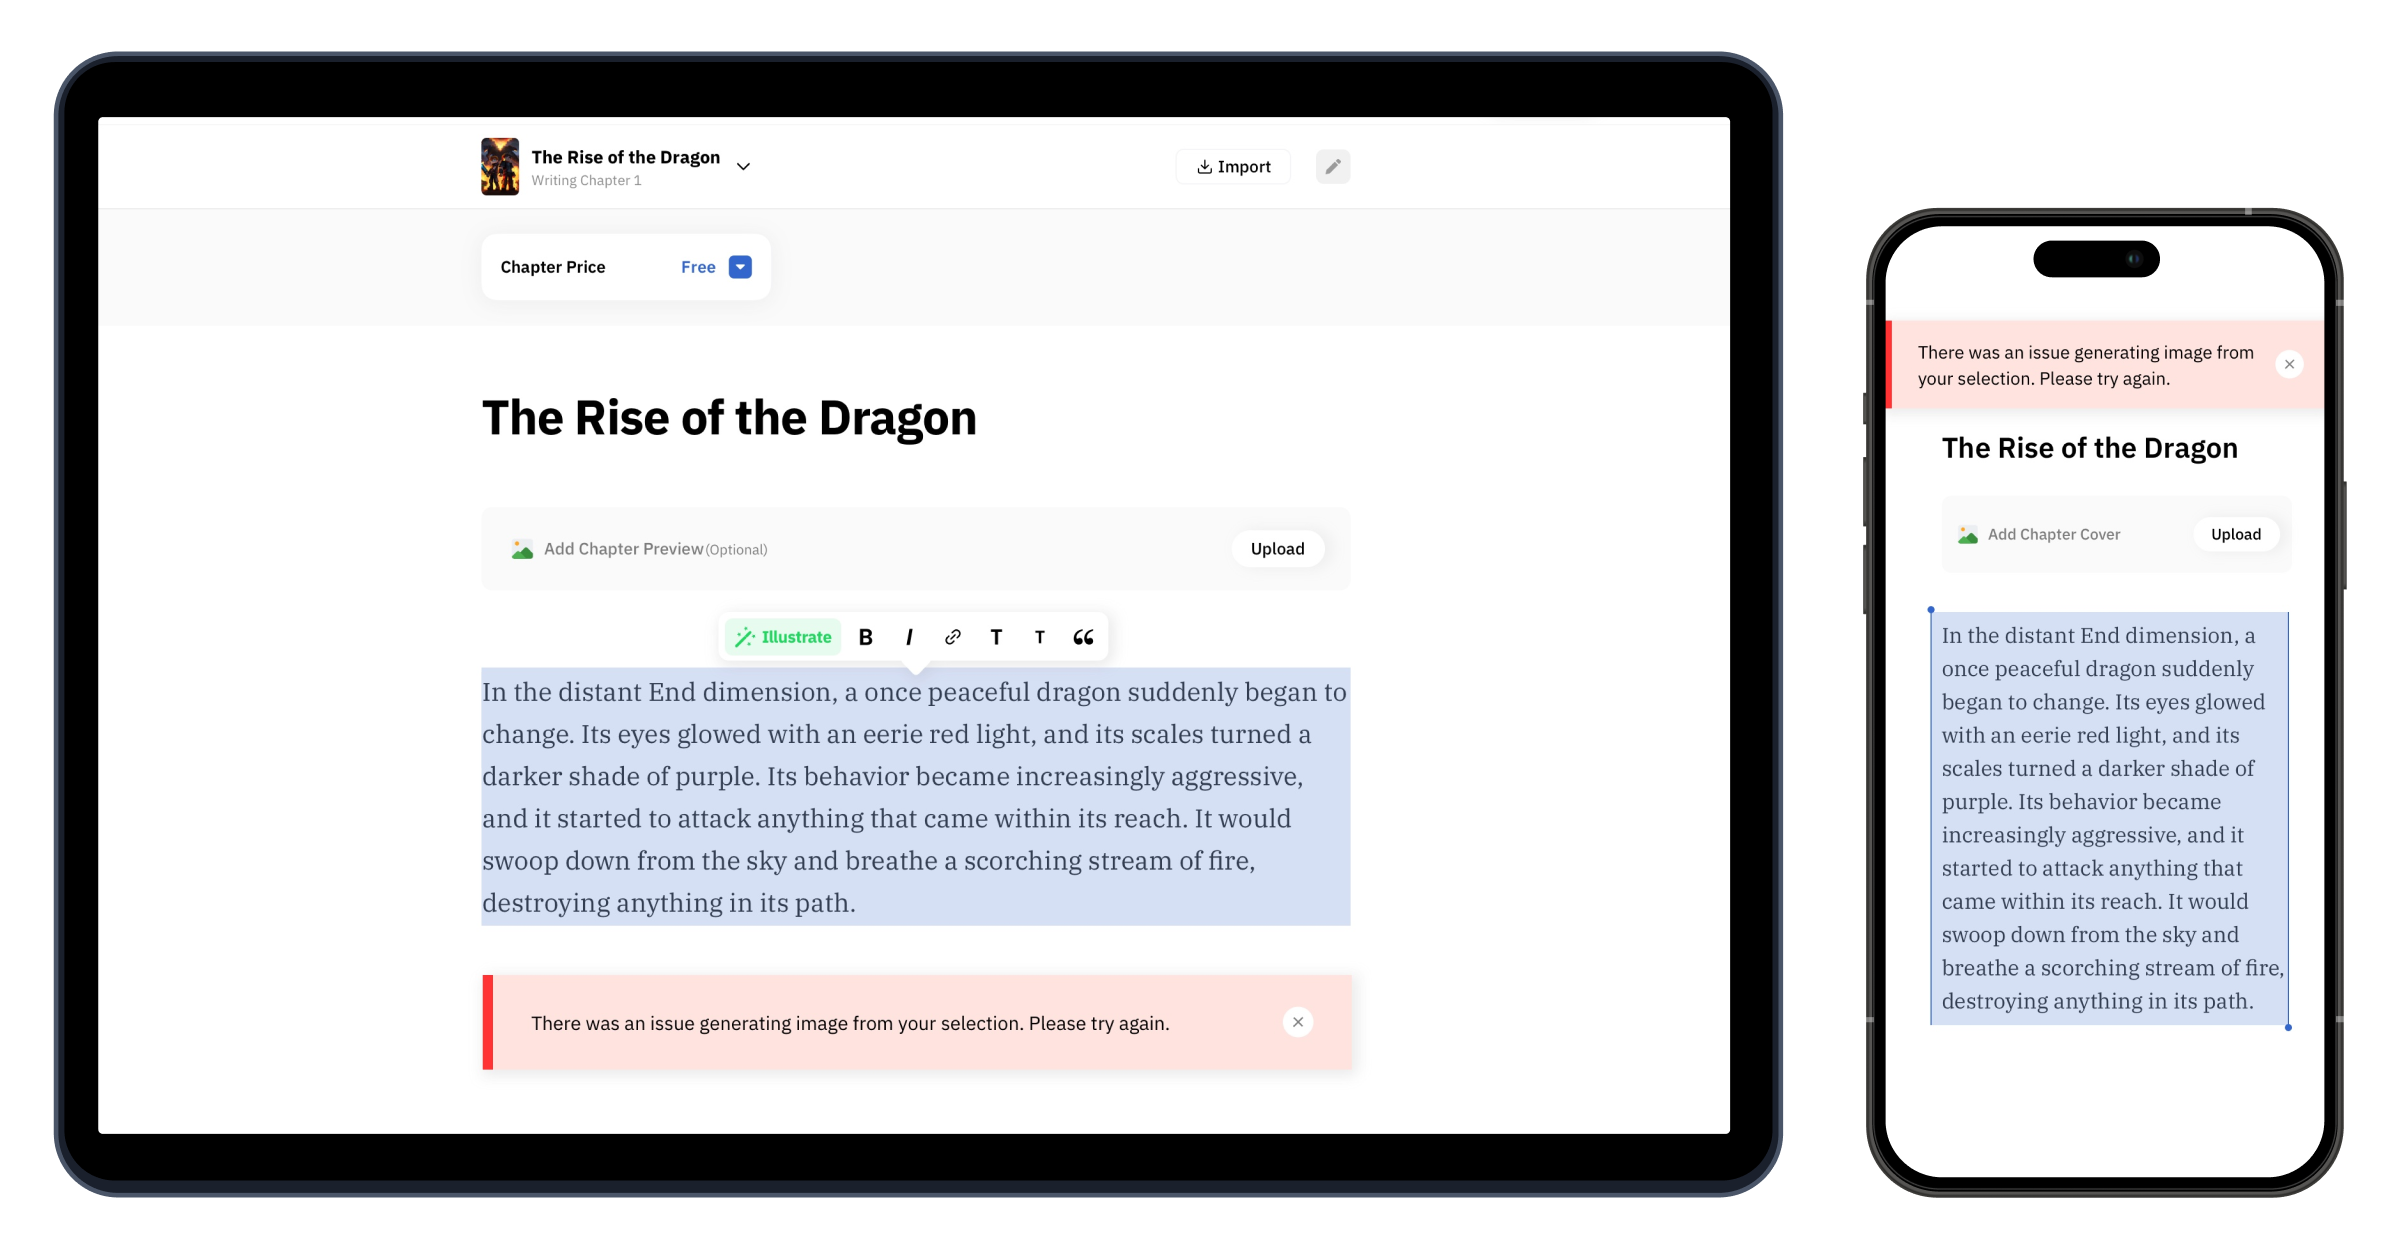 The Rise of the Dragon
Writing Chapter 1
Import
Chapter Price
Free
The Rise of the Dragon
Add Chapter Preview (Optional)
Upload
Illustrate
B
I
T
T
In the distant End dimension, a once peaceful dragon suddenly began to
change. Its eyes glowed with an eerie red light, and its scales turned a
darker shade of purple. Its behavior became increasingly aggressive,
and it started to attack anything that came within its reach. It would
swoop down from the sky and breathe a scorching stream of fire,
destroying anything in its path.
There was an issue generating image from your selection. Please try again.
There was an issue generating image from
your selection. Please try again.
The Rise of the Dragon
Add Chapter Cover
Upload
In the distant End dimension, a
once peaceful dragon suddenly
began to change. Its eyes glowed
with an eerie red light, and its
scales turned a darker shade of
purple. Its behavior became
increasingly aggressive, and it
started to attack anything that
came within its reach. It would
swoop down from the sky and
breathe a scorching stream of fire,
destroying anything in its path.